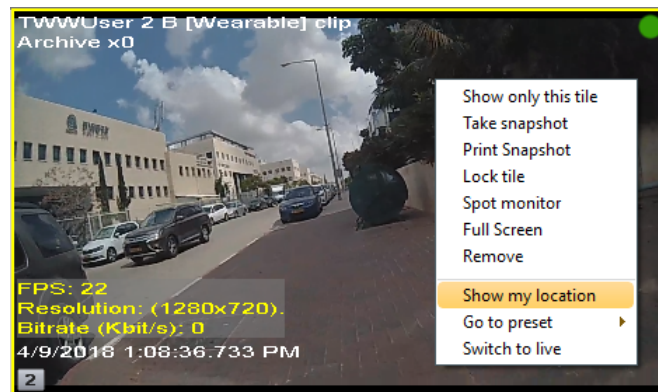 TWWUser 2 B [Wearable] clip
Archive x0
Show only this tile
Take snapshot
Print Snapshot
Lock tile
Spot monitor
Full Screen
Remove
Show my location
Go to preset
Switch to live
FPS: 22
Resolution: (1280x720).
Bitrate (Kbit/s): 0
4/9/2018 1:08:36.733 PM
2